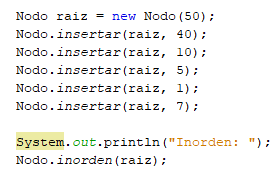 Nodo raiz = new Nodo(50);
Nodo.insertar(raiz, 40);
Nodo.insertar(raiz, 10);
Nodo.insertar(raiz, 5);
Nodo.insertar(raiz, 1);
Nodo.insertar(raiz, 7);
System.out.println("Inorden: ");
Nodo.inorden(raiz);